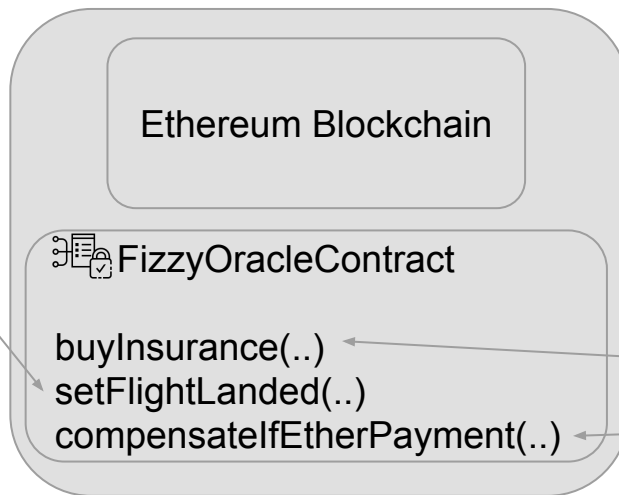 Ethereum Blockchain
FizzyOracleContract
buyInsurance(..)
setFlightLanded(..)
compensateIfEtherPayment(..)